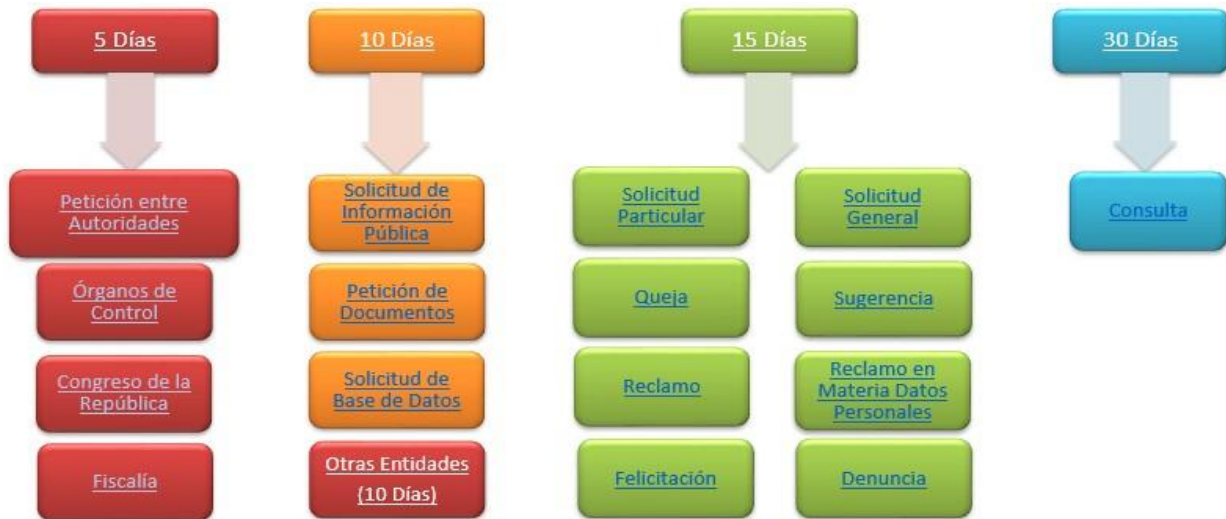 5 Días
10 Días
15 Días
30 Días
Petición entre
Autoridades
Órganos de
Control
Congreso de la
República
Fiscalía
Solicitud de
Información
Pública
Petición de
Documentos
Solicitud de
Base de Datos
Otras Entidades
(10 Días)
Solicitud
Particular
Queja
Reclamo
Felicitación
Solicitud
General
Sugerencia
Reclamo en
Materia Datos
Personales
Denuncia
Consulta